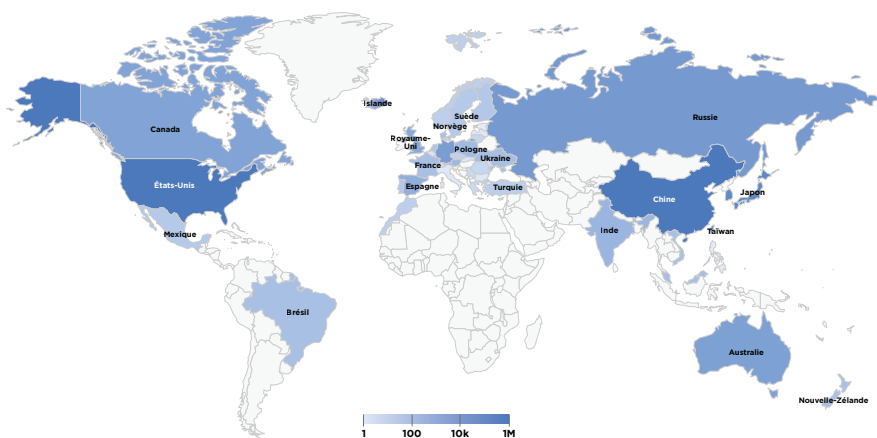 Islande
Canada
Suède
Norvège
Russie
Royaume-
Uni
Pologne
Ukraine
France
États-Unis
Espagne
Turquie
Chine
Japon
Mexique
Inde
Taïwan
Brésil
Australie
Nouvelle-Zélande
1 100 10k 1M